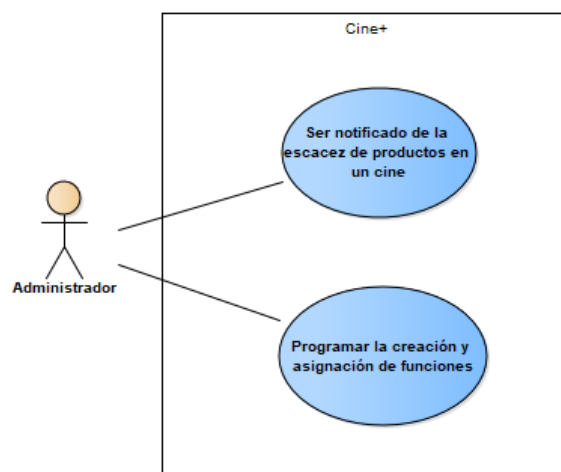 Cine+
Ser notificado de la
escacez de productos en
un cine
Administrador
Programar la creación y
asignación de funciones